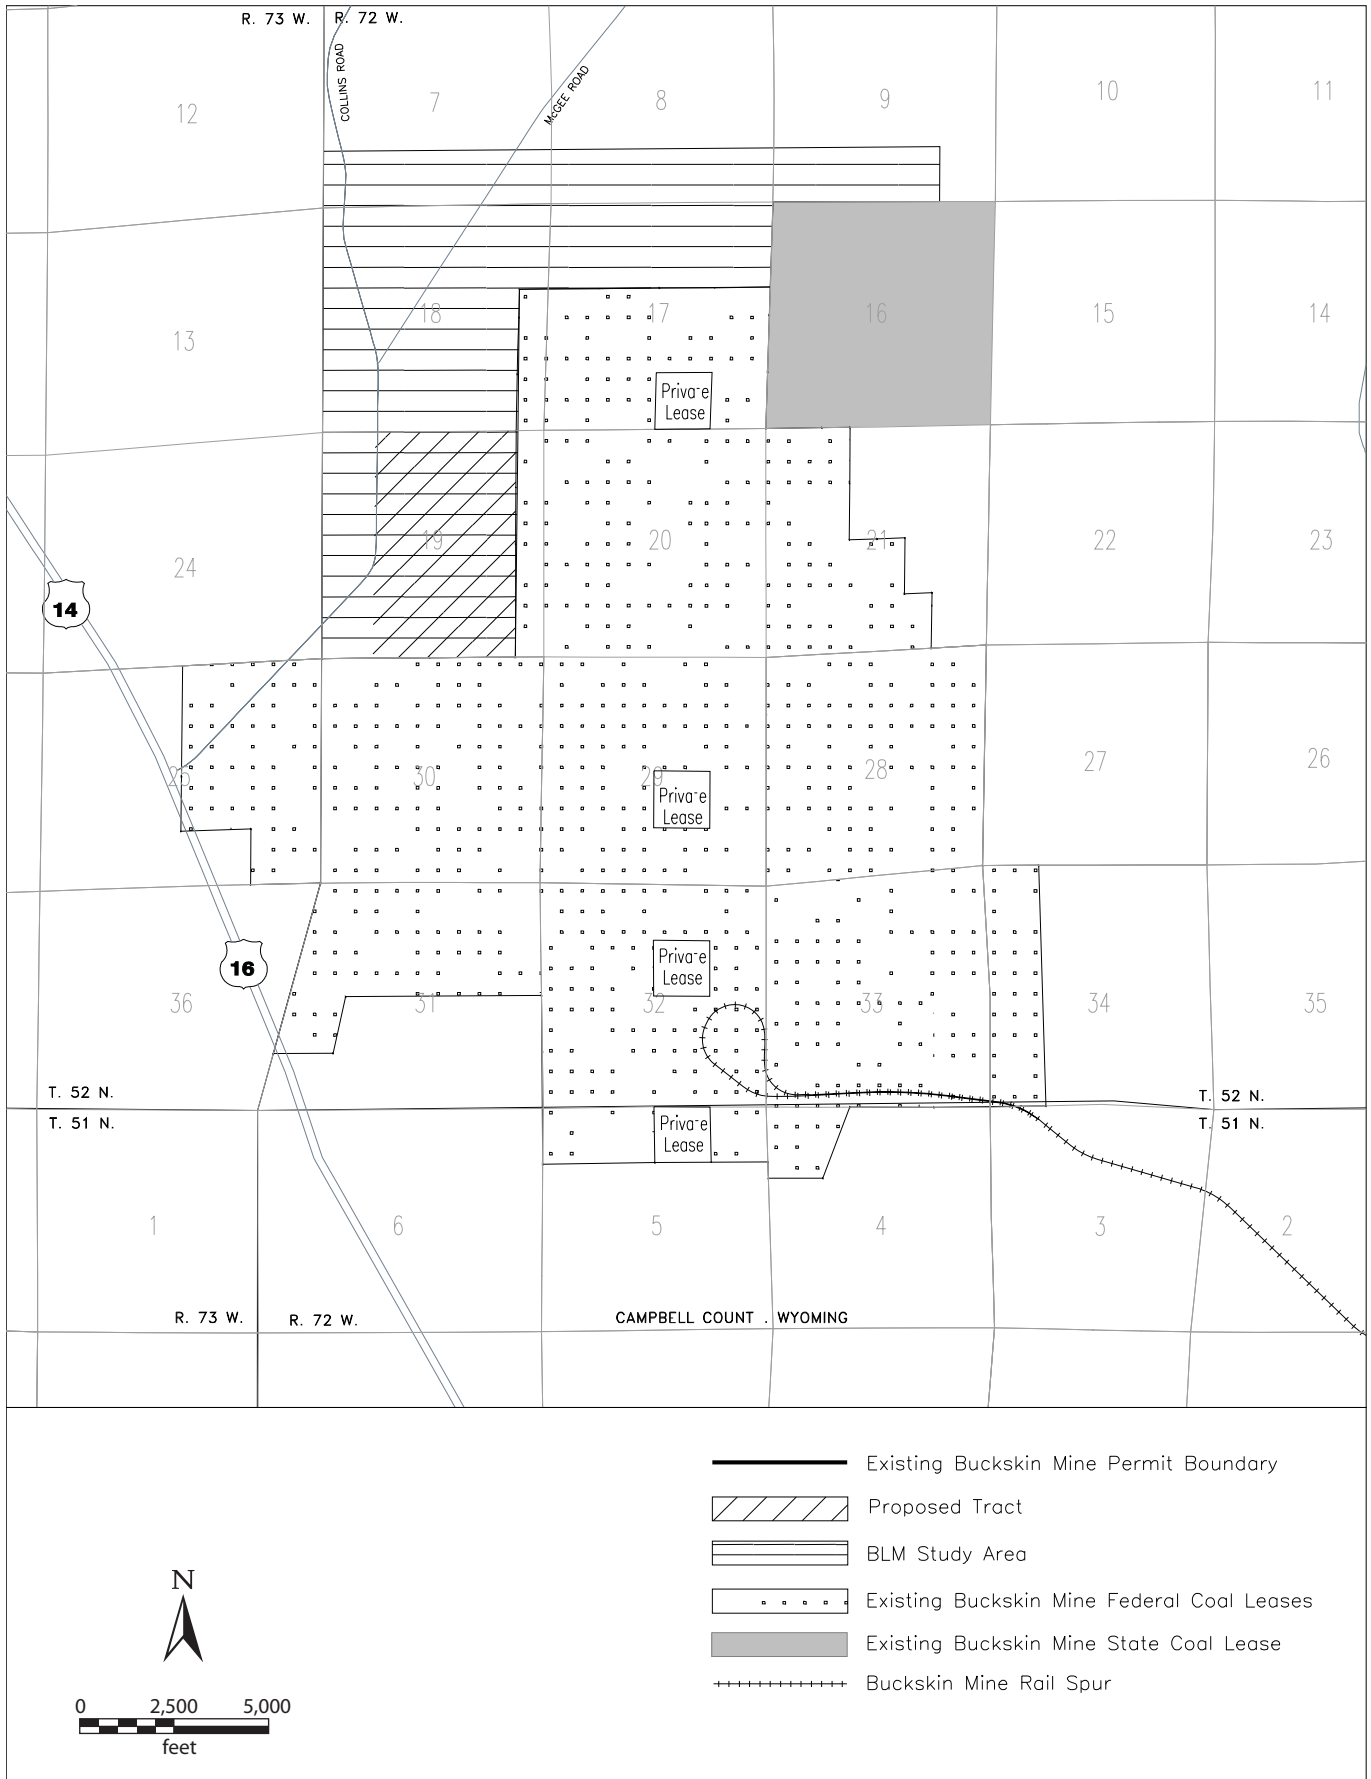 R. 73 W. R. 72 W.
COLLINS ROAD
McGEE ROAD
12 7 8 9 10 11
13 18 17 16 15 14
Private
Lease
24 19 20 21 22 23
14
25 30 29 28 27 26
Private
Lease
16
Private
Lease
36 31 32 33 34 35
T. 52 N. T. 52 N.
T. 51 N. T. 51 N.
Private
Lease
1 6 5 4 3 2
R. 73 W. R. 72 W.
CAMPBELL COUNT . WYOMING
Existing Buckskin Mine Permit Boundary
Proposed Tract
BLM Study Area
Existing Buckskin Mine Federal Coal Leases
Existing Buckskin Mine State Coal Lease
Buckskin Mine Rail Spur
N
0 2,500 5,000
feet